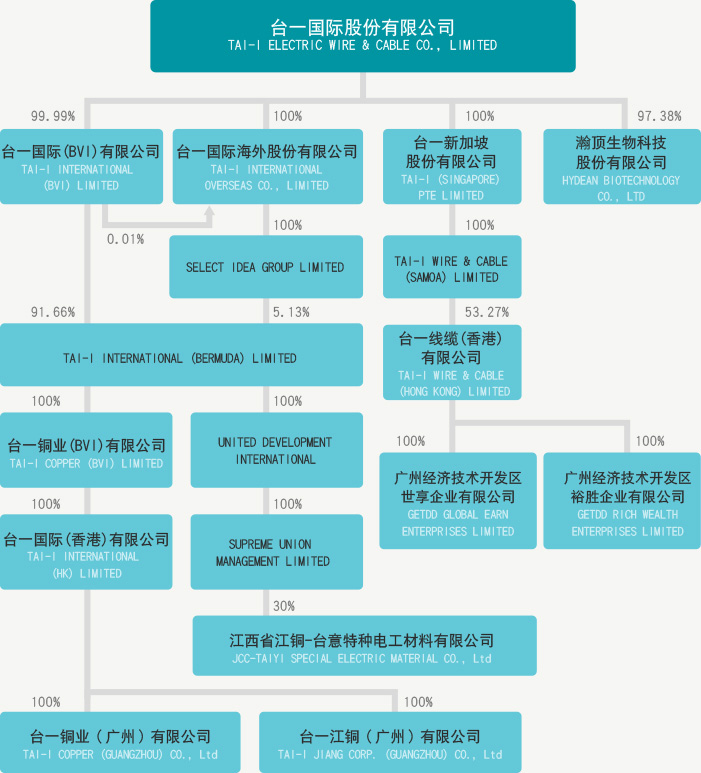 台一国际股份有限公司
TAI-I ELECTRIC WIRE & CABLE CO., LIMITED
99.99%
100%
100%
97.38%
台一国际(BVI)有限公司
TAI-I INTERNATIONAL
(BVI) LIMITED
台一国际海外股份有限公司
TAI-I INTERNATIONAL
OVERSEAS CO., LIMITED
台一新加坡
股份有限公司
TAI-I (SINGAPORE)
PTE LIMITED
瀚顶生物科技
股份有限公司
HYDEAN BIOTECHNOLOGY
CO., LTD
0.01%
100%
100%
SELECT IDEA GROUP LIMITED
TAI-I WIRE & CABLE
(SAMOA) LIMITED
91.66%
5.13%
53.27%
TAI-I INTERNATIONAL (BERMUDA) LIMITED
台一线缆(香港)
有限公司
TAI-I WIRE & CABLE
(HONG KONG) LIMITED
100%
100%
100%
100%
台一铜业(BVI)有限公司
TAI-I COPPER (BVI) LIMITED
UNITED DEVELOPMENT
INTERNATIONAL
广州经济技术开发区
世享企业有限公司
GETDD GLOBAL EARN
ENTERPRISES LIMITED
广州经济技术开发区
裕胜企业有限公司
GETDD RICH WEALTH
ENTERPRISES LIMITED
100%
100%
台一国际(香港)有限公司
TAI-I INTERNATIONAL
(HK) LIMITED
SUPREME UNION
MANAGEMENT LIMITED
30%
江西省江铜-台意特种电工材料有限公司
JCC-TAIYI SPECIAL ELECTRIC MATERIAL CO., Ltd
100%
100%
台一铜业（广州）有限公司
TAI-I COPPER (GUANGZHOU) CO., Ltd
台一江铜（广州）有限公司
TAI-I JIANG CORP. (GUANGZHOU) CO., Ltd